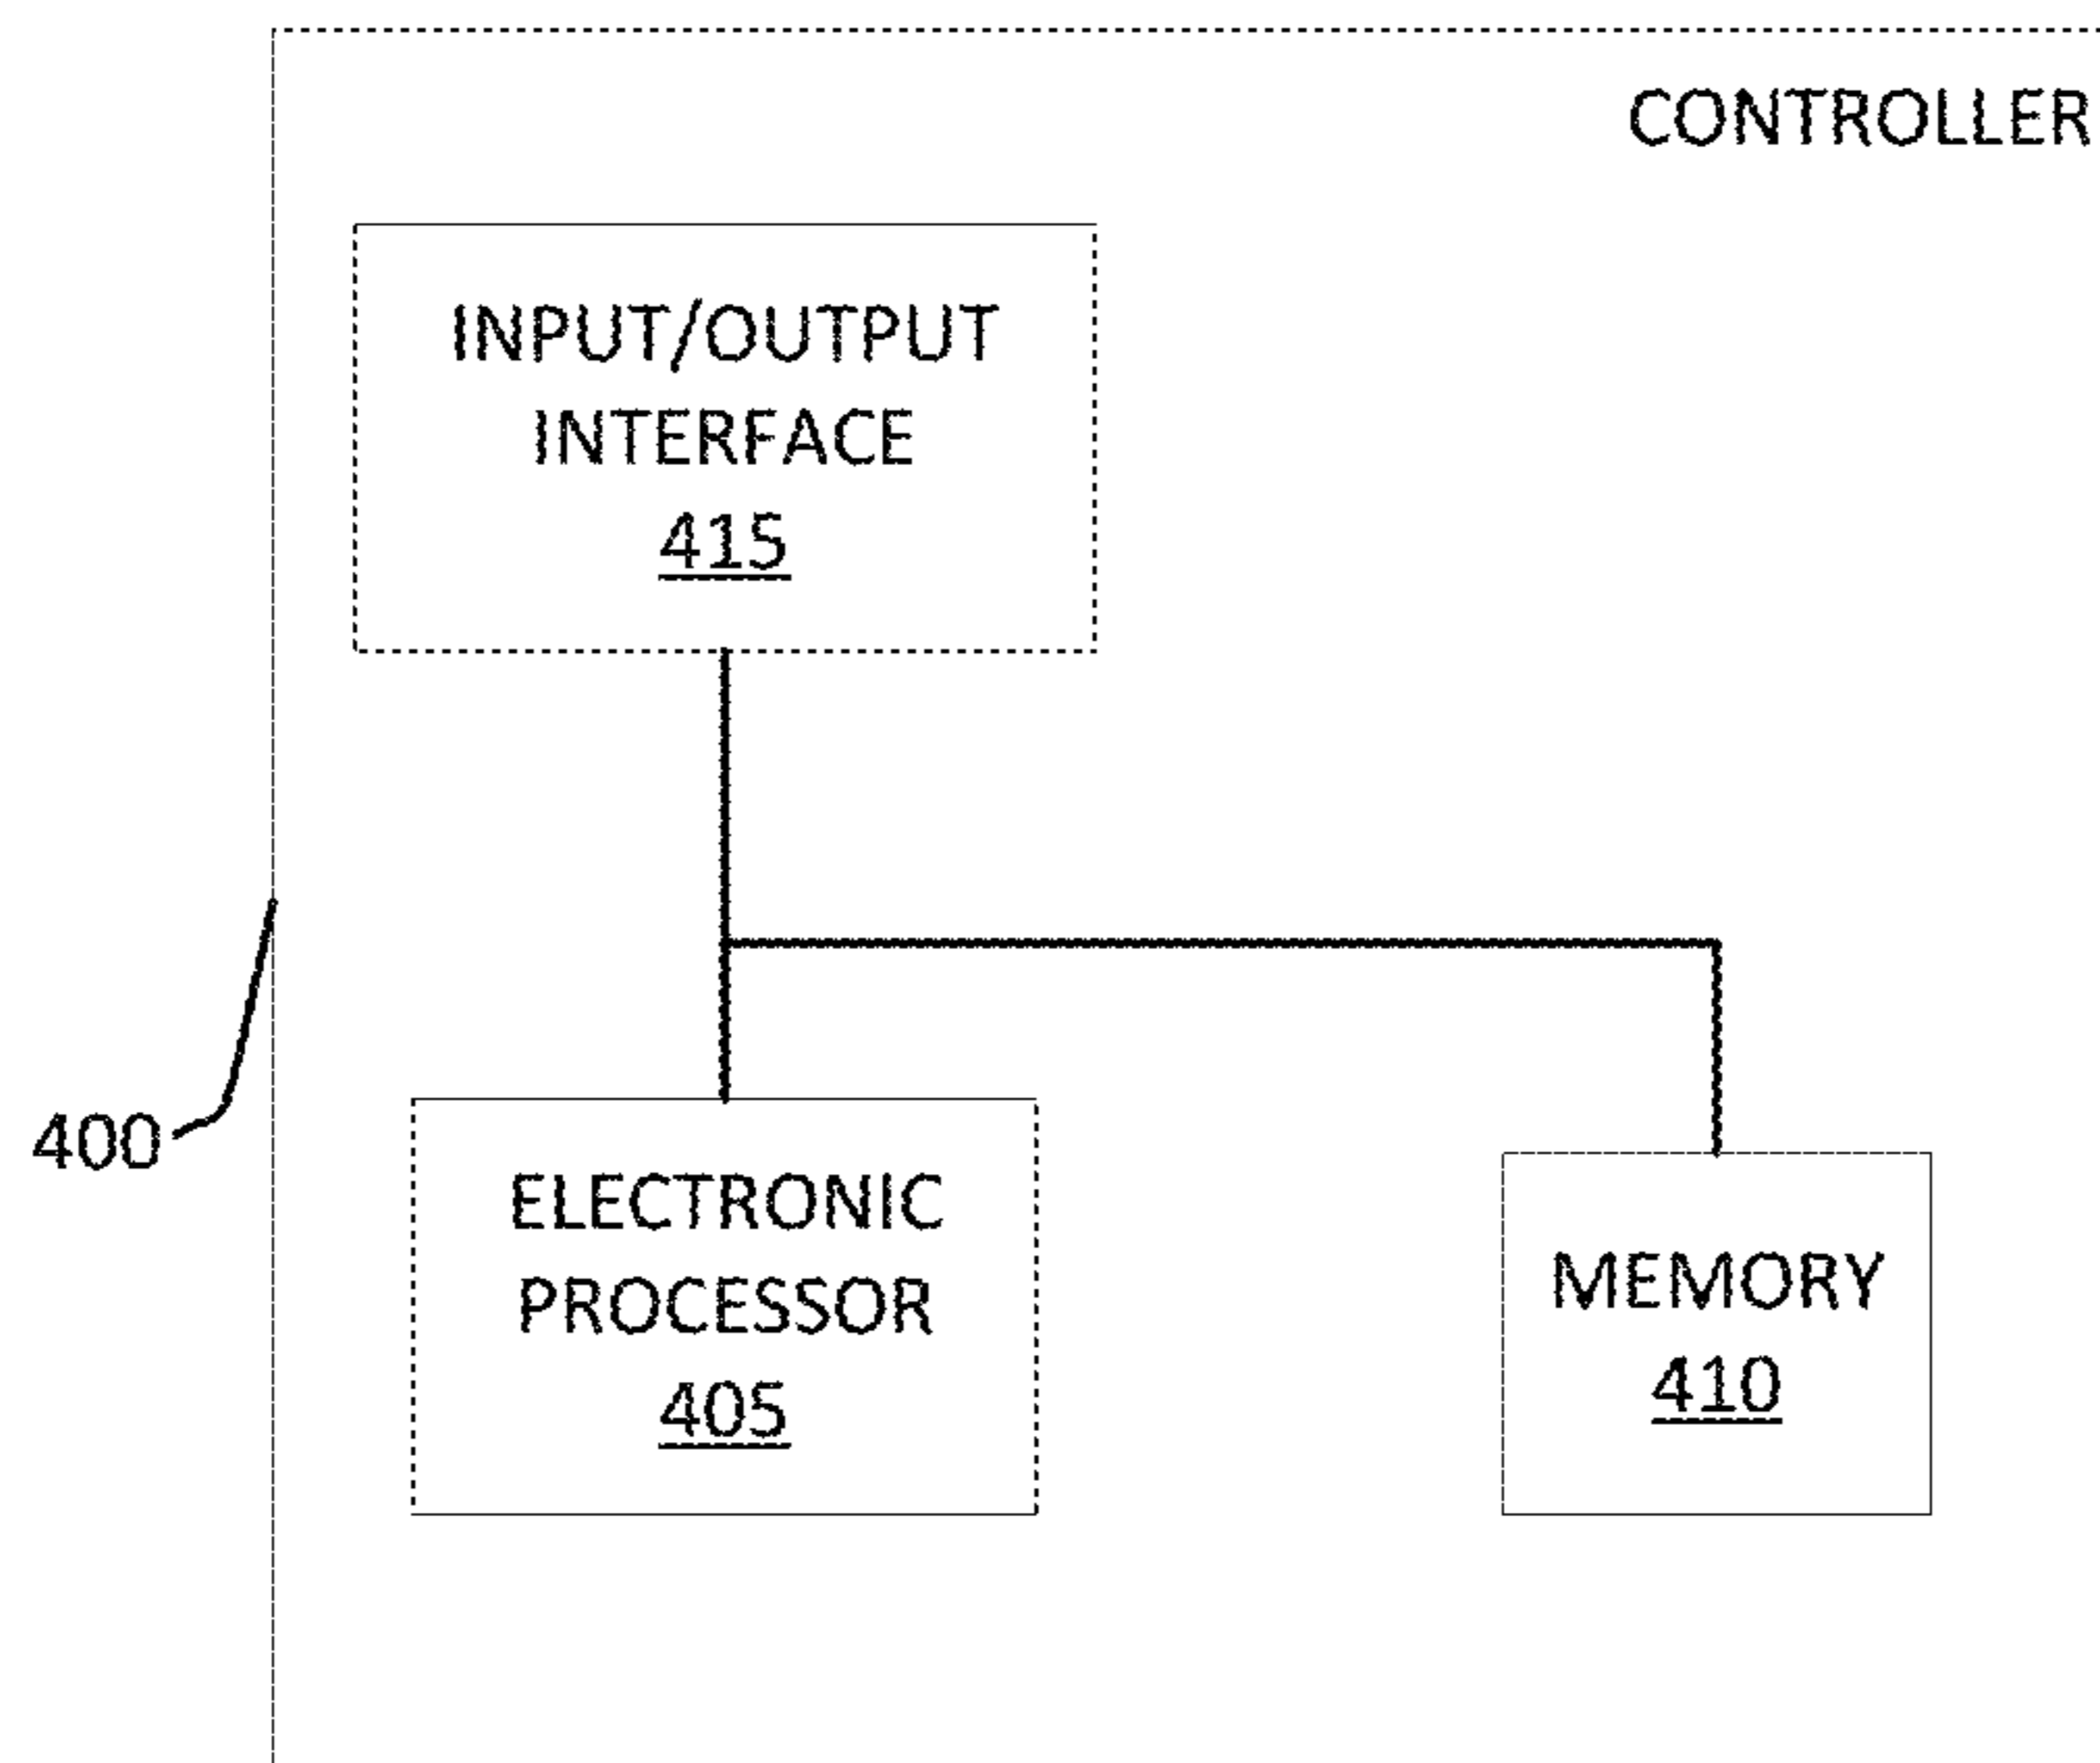 CONTROLLER
INPUT/OUTPUT
INTERFACE
415
400
ELECTRONIC
PROCESSOR
405
MEMORY
410